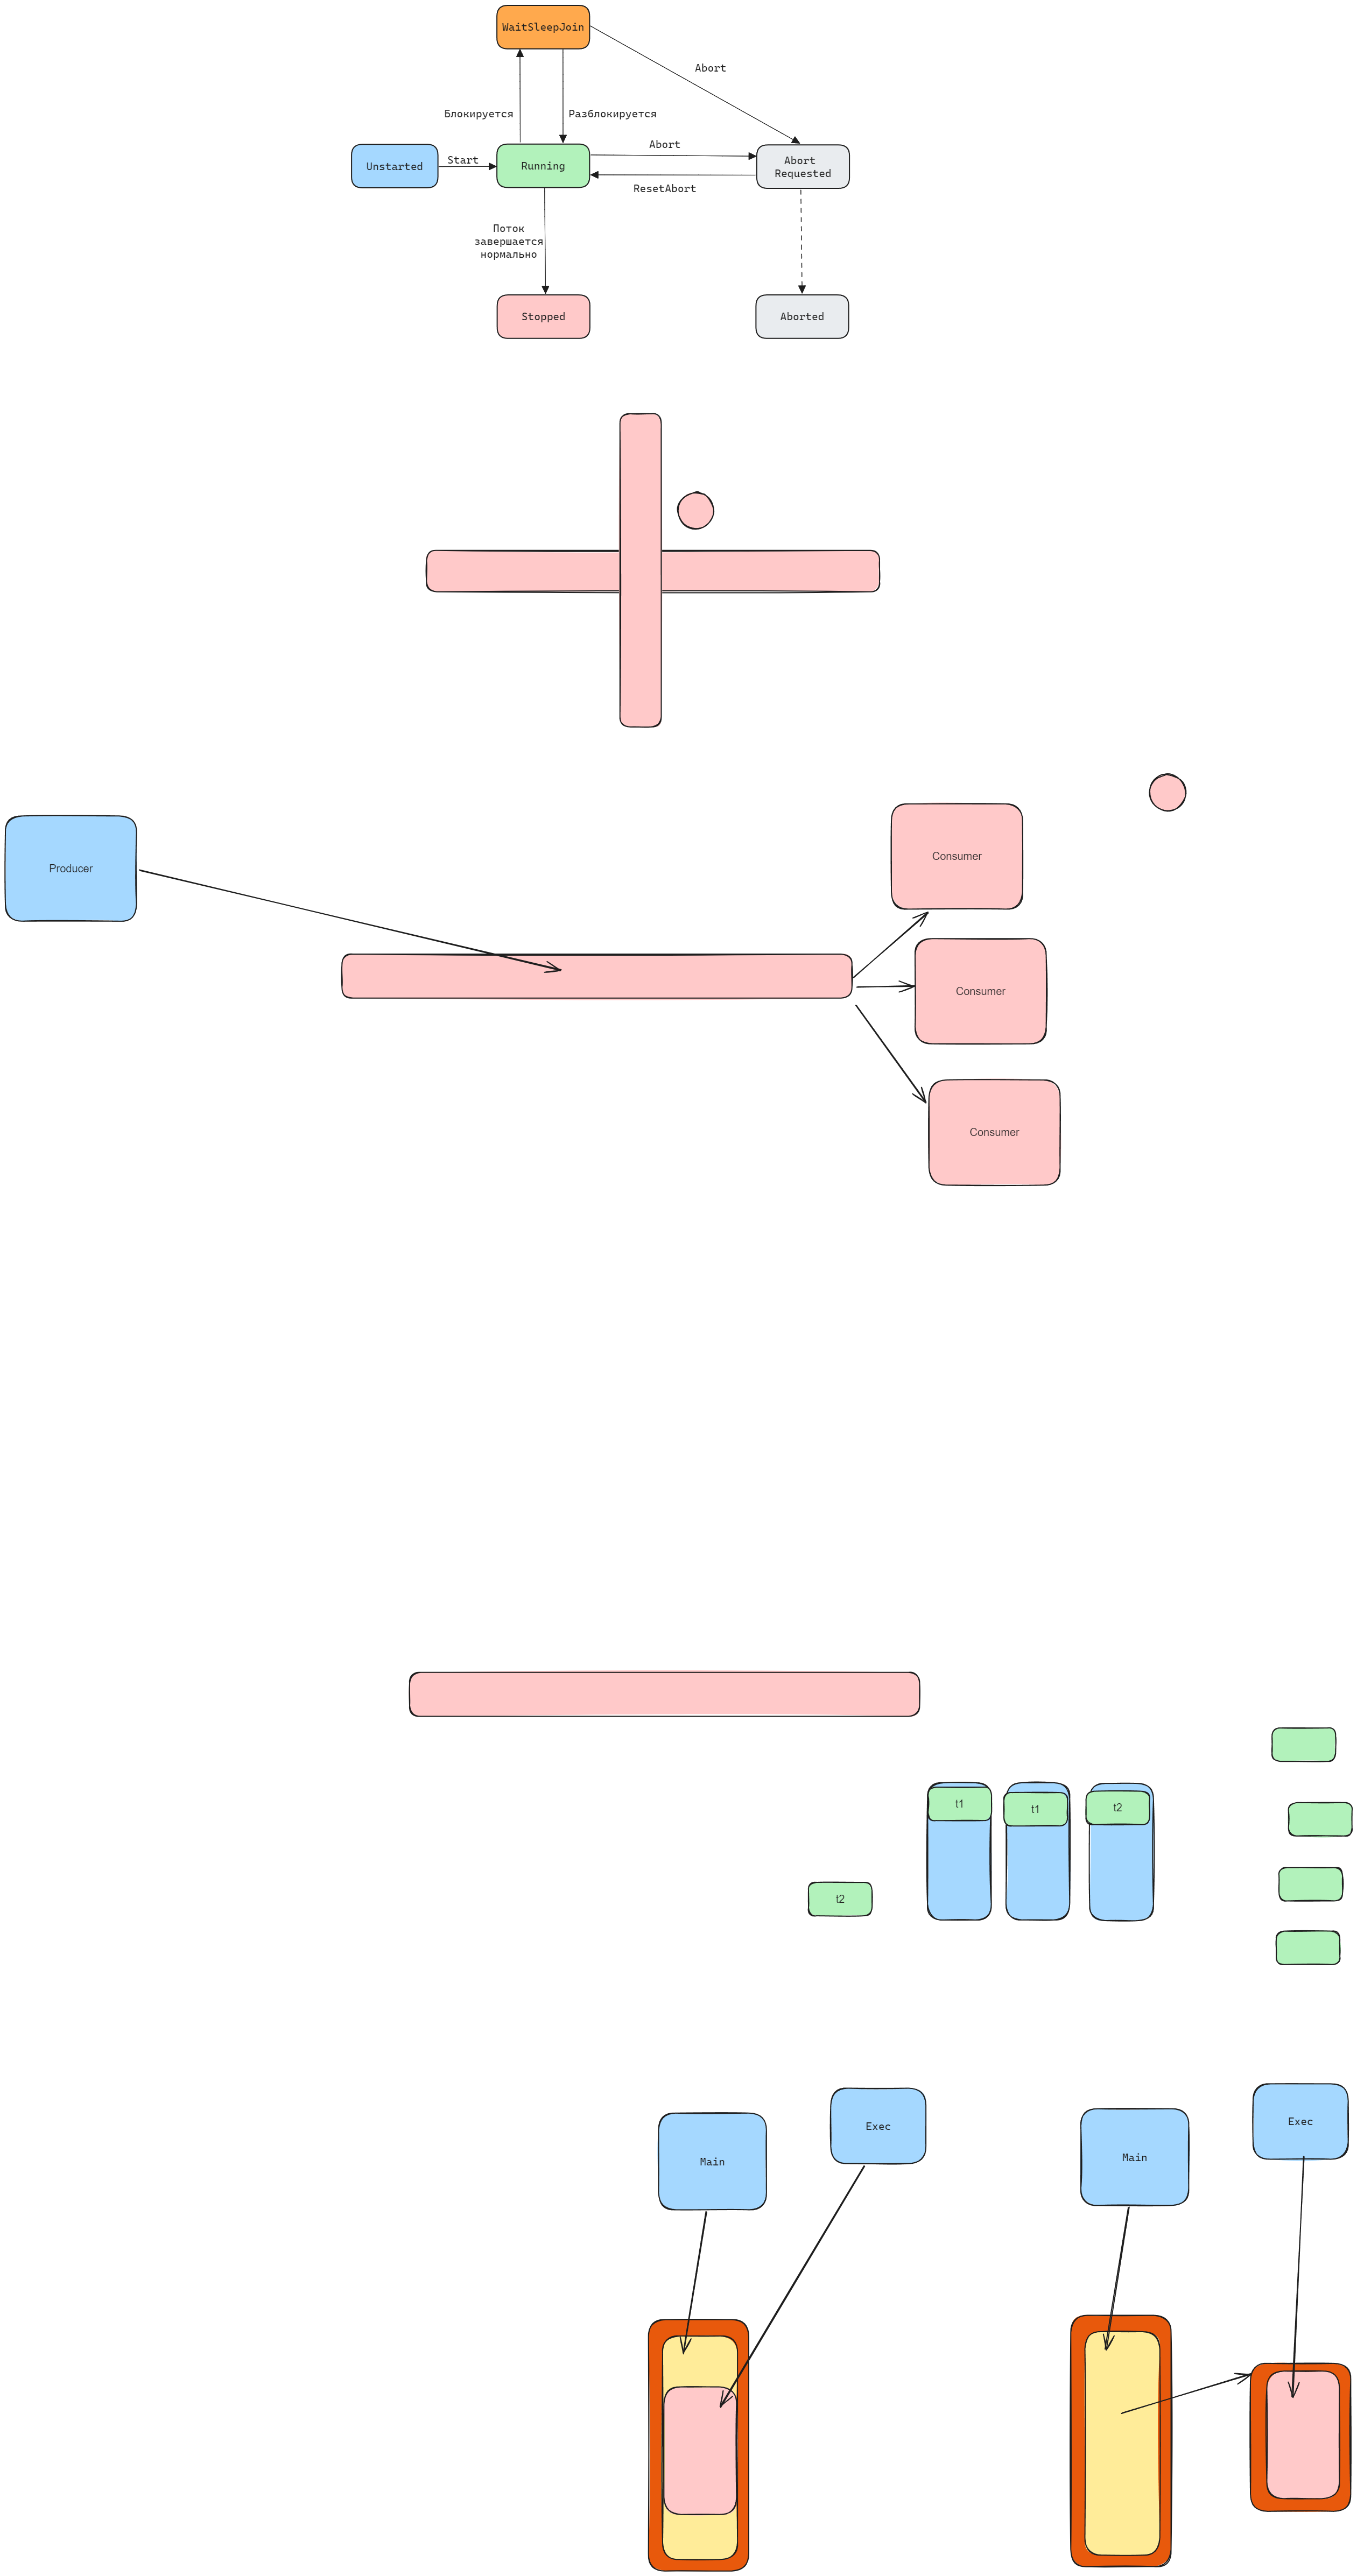 WaitSleepJoin
Abort
Блокируется
Разблокируется
Unstarted
Start
Running
Abort
ResetAbort
Abort
Requested
Поток
завершается
нормально
Stopped
Aborted
Producer
Consumer
Consumer
Consumer
t1
t1
t2
t2
Main
Exec
Main
Exec